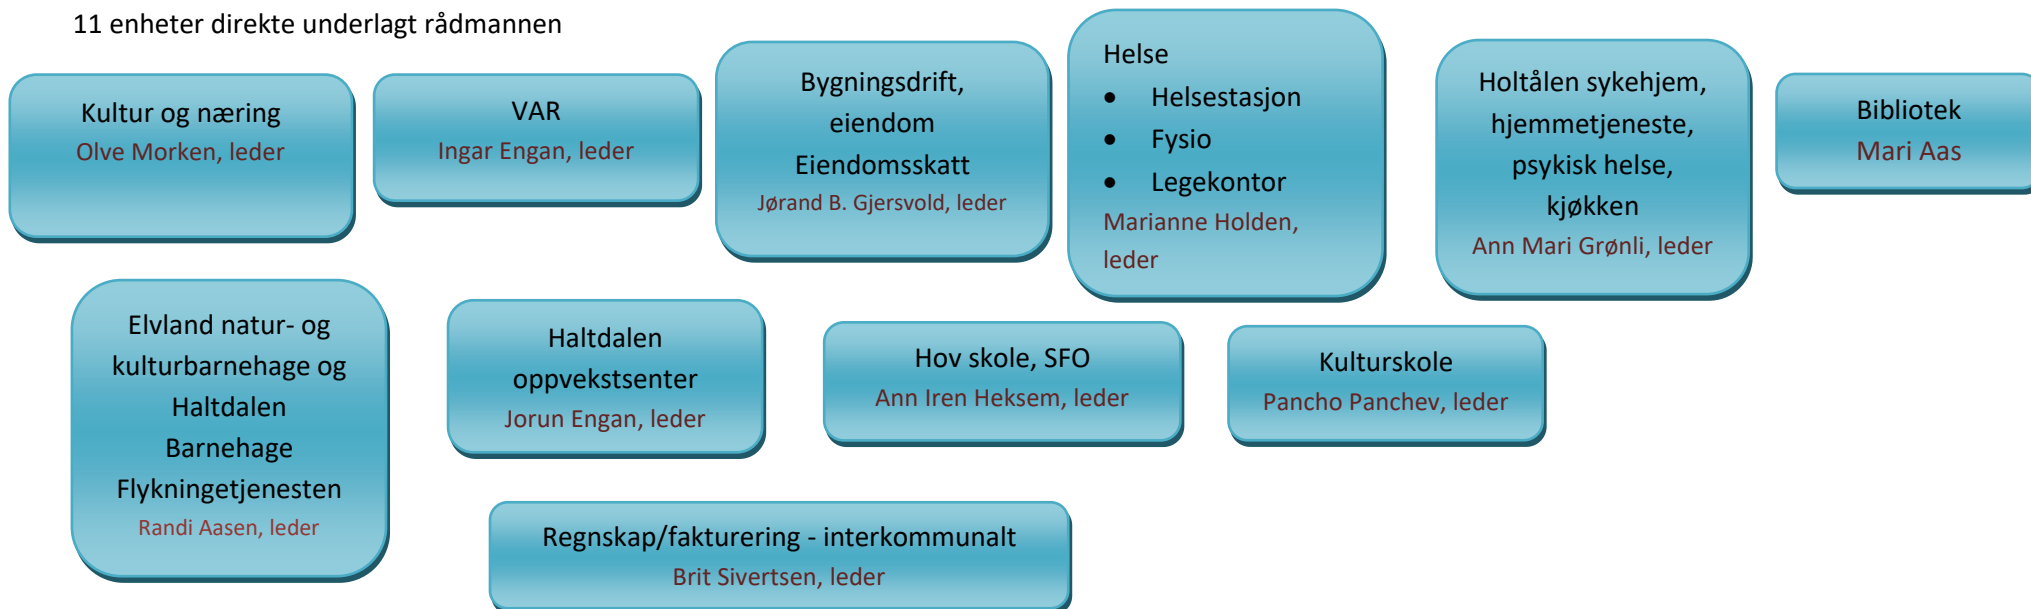 11 enheter direkte underlagt rådmannen
Kultur og næring
Olve Morken, leder
VAR
Ingar Engan, leder
Bygningsdrift,
eiendom
Eiendomsskatt
Jørand B. Gjersvold, leder
Helse
• Helsestasjon
• Fysio
• Legekontor
Marianne Holden,
leder
Holtålen sykehjem,
hjemmetjeneste,
psykisk helse,
kjøkken
Ann Mari Grønli, leder
Bibliotek
Mari Aas
Elvland natur- og
kulturbarnehage og
Haltdalen
Barnehage
Flykningetjenesten
Randi Aasen, leder
Haltdalen
oppvekstsenter
Jorun Engan, leder
Hov skole, SFO
Ann Iren Heksem, leder
Kulturskole
Pancho Panchev, leder
Regnskap/fakturering - interkommunalt
Brit Sivertsen, leder